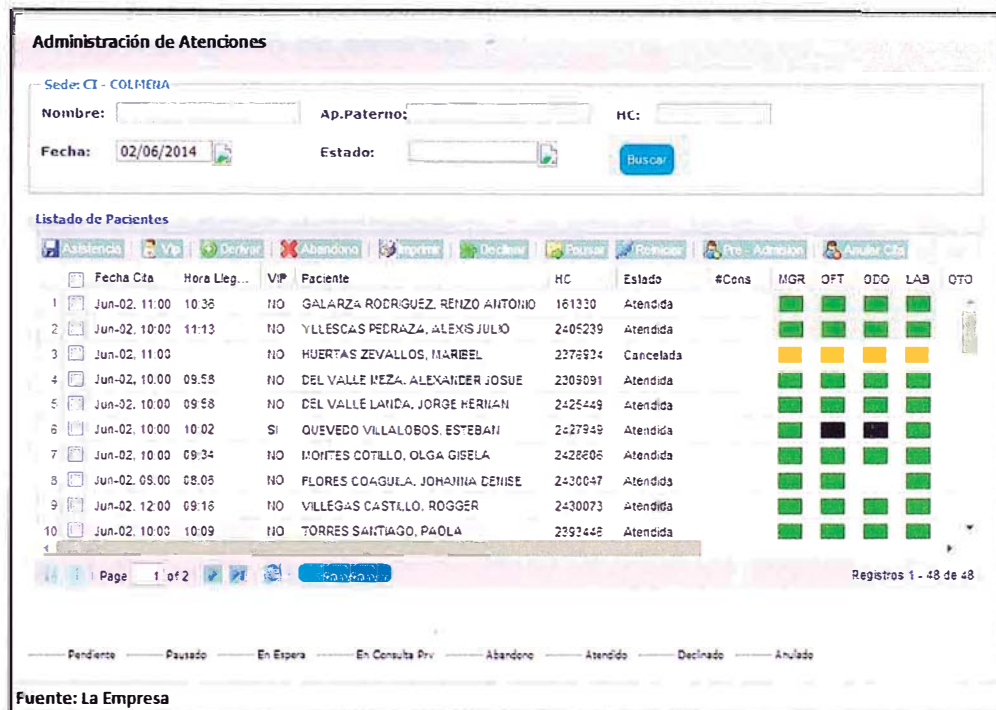 Administración de Atenciones
Sede: CI - COLMENA
Nombre: Ap.Paterno: HC:
Fecha: 02/06/2014 Estado: Buscar
Listado de Pacientes
Asistencia Vip Derivar Abandono Imprimir Declinar Pausar Reiniciar Pre - Admision Anular Cita
Fecha Cita Hora Lleg... VIP Paciente HC Estado #Cons MGR OFT ODO LAB OTO
1 Jun-02, 11:00 10:36 NO GALARZA RODRIGUEZ, RENZO ANTONIO 161330 Atendida
2 Jun-02, 10:00 11:13 NO YLLESCAS PEDRAZA, ALEXIS JULIO 2405239 Atendida
3 Jun-02, 11:00 NO HUERTAS ZEVALLOS, MARIBEL Cancelada
4 Jun-02, 10:00 09:58 NO DEL VALLE MEZA, ALEXANDER JOSUE 2309091 Atendida
5 Jun-02, 10:00 09:58 NO DEL VALLE LANDA, JORGE HERNAN 2425449 Atendida
6 Jun-02, 10:00 10:02 SI QUEVEDO VILLALOBOS, ESTEBAN 2427949 Atendida
7 Jun-02, 10:00 09:34 NO MONTES COTILLO, OLGA GISELA 2428606 Atendida
8 Jun-02, 08:00 08:06 NO FLORES COAGUILA, JOHANNA DENISE 2430047 Atendida
9 Jun-02, 12:00 09:16 NO VILLEGAS CASTILLO, ROGGER 2430073 Atendida
10 Jun-02, 10:00 10:09 NO TORRES SANTIAGO, PAOLA Atendida
Page 1 of 2 Registros 1 - 48 de 48
Pendiente Pausado En Espera En Consulta Prv Abandono Atendido Declinado Anulado
Fuente: La Empresa